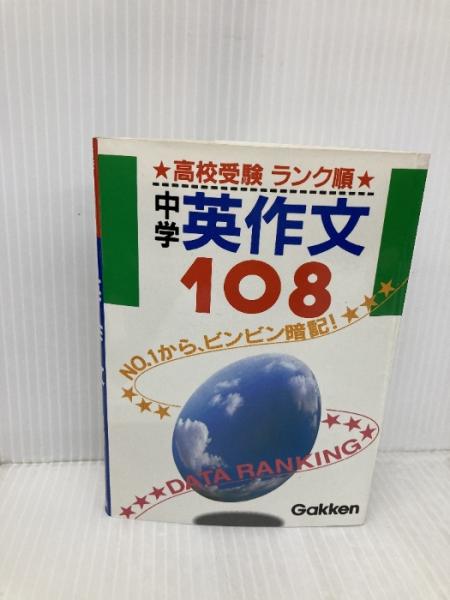 ★高校受験 ランク順★
中学
英作文
108
NO.1から、ビンビン暗記! ★★★
★★★
★★★
★★★DATA RANKING
Gakken